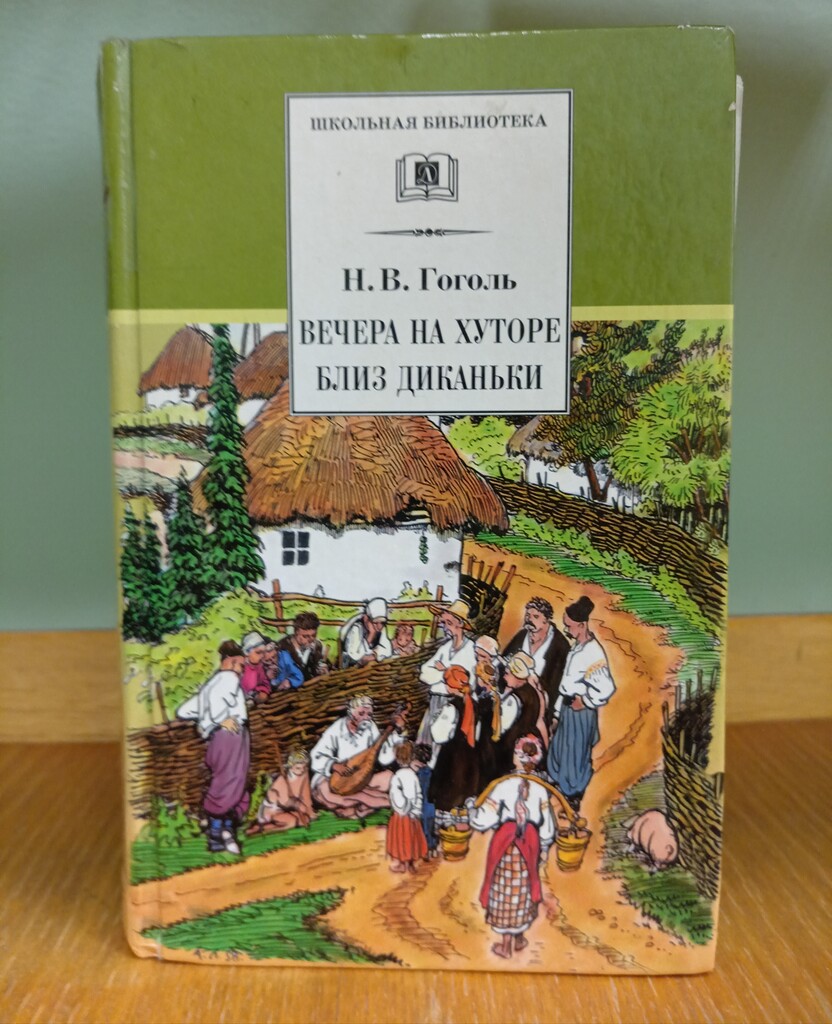 ШКОЛЬНАЯ БИБЛИОТЕКА
Н. В. Гоголь
ВЕЧЕРА НА ХУТОРЕ
БЛИЗ ДИКАНЬКИ